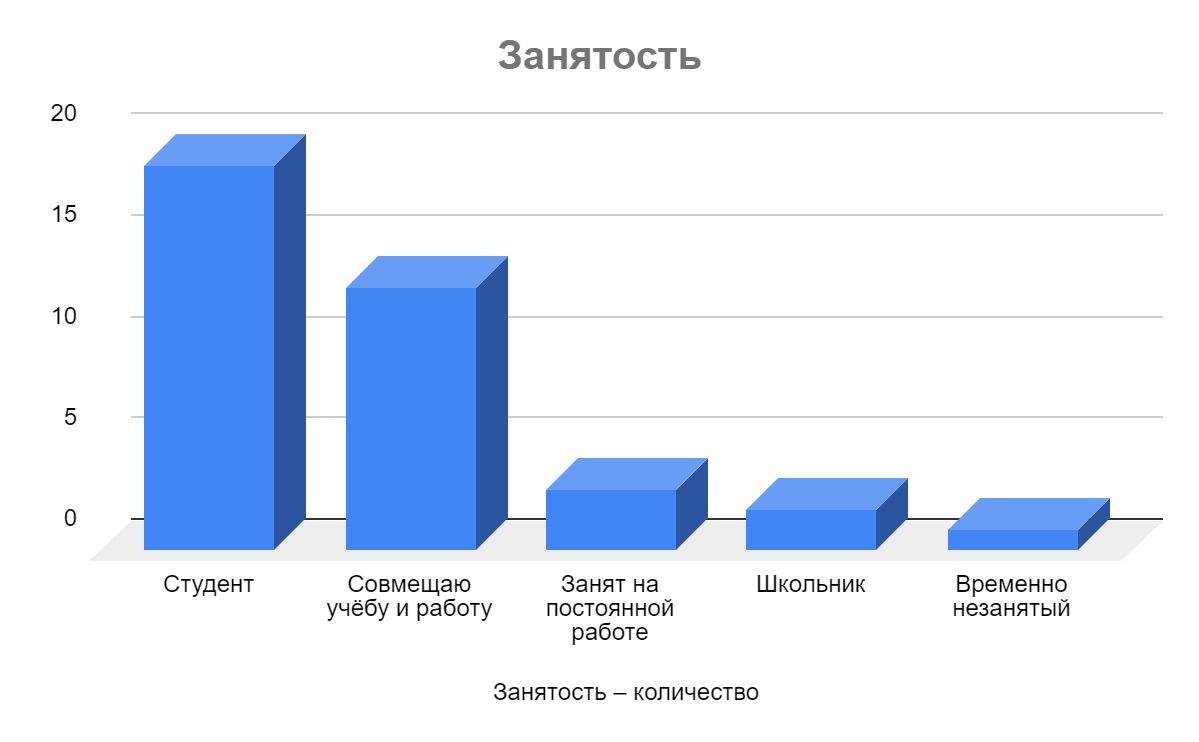 Занятость
20
15
10
5
0
Студент
Совмещаю
учёбу и работу
Занят на
постоянной
работе
Школьник
Временно
незанятый
Занятость – количество